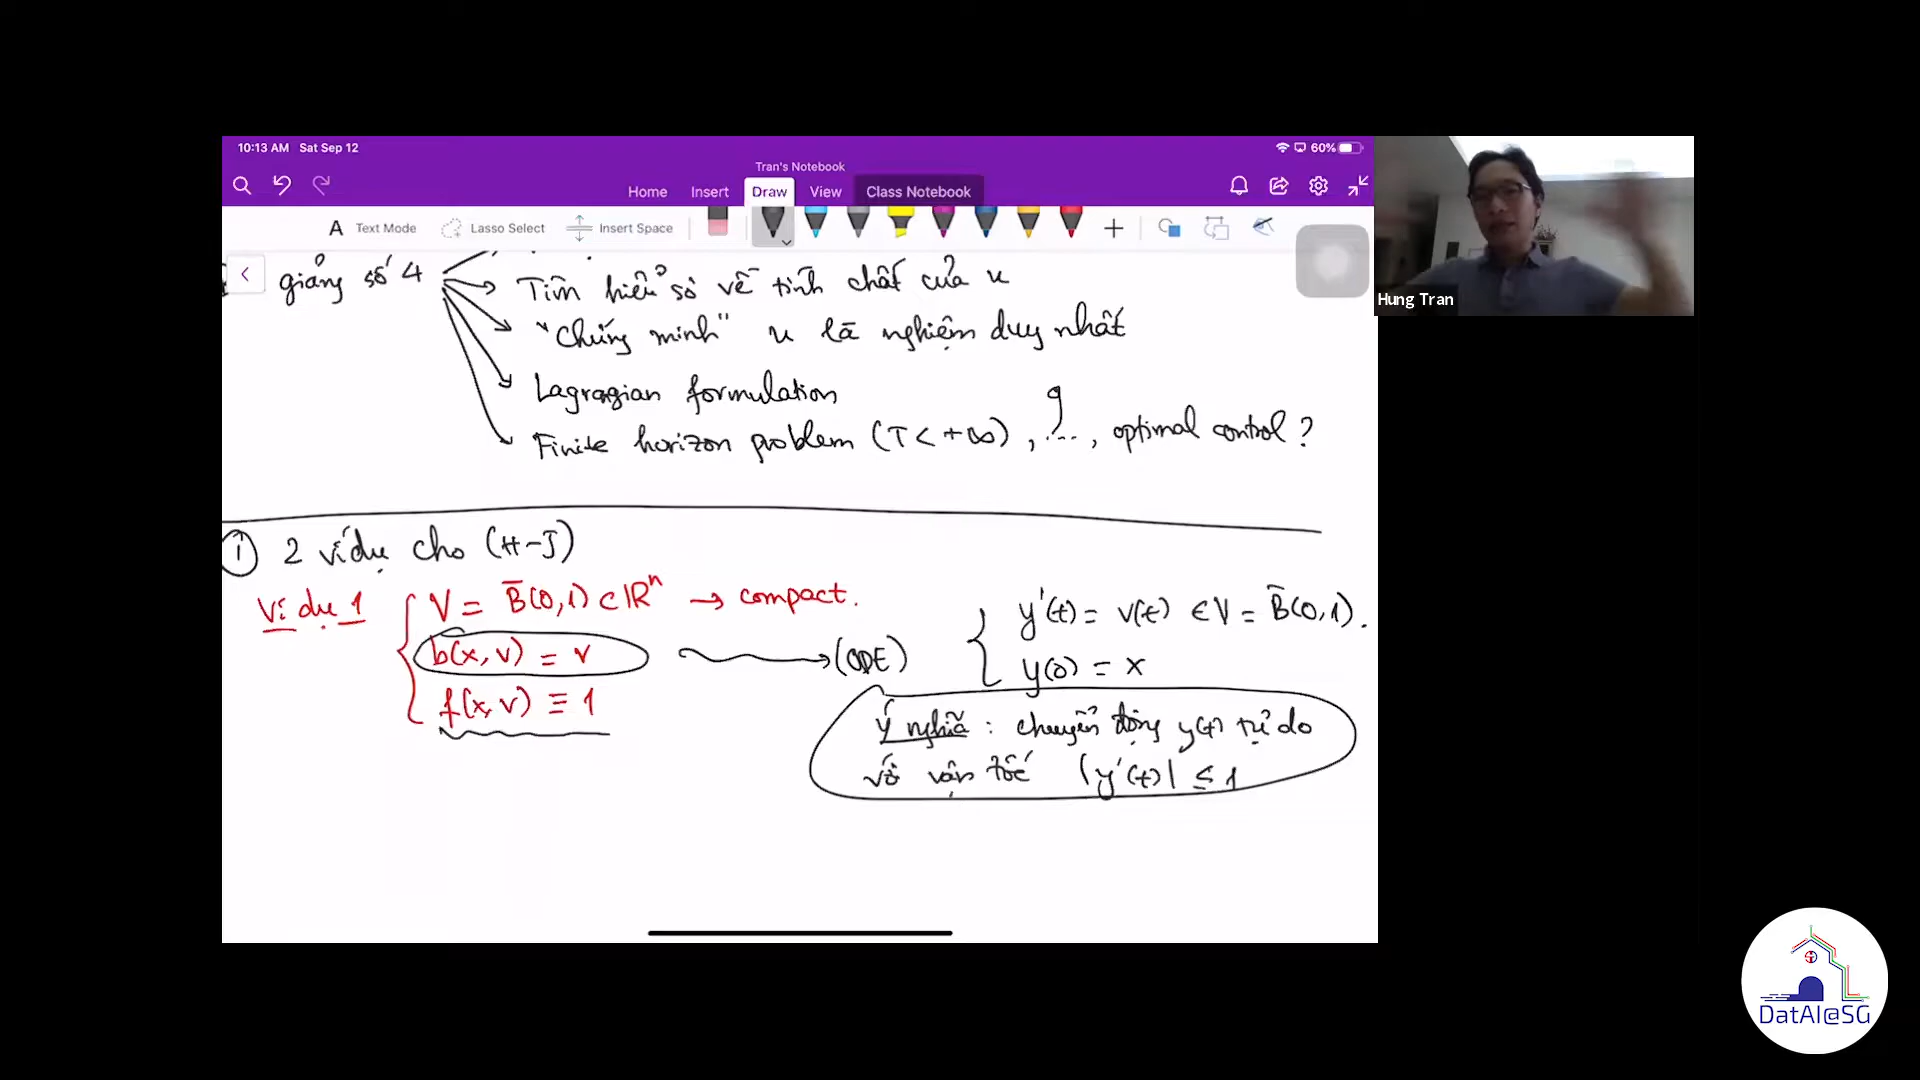 10:13 AM Sat Sep 12
60%
Tran's Notebook
Home Insert Draw View Class Notebook
A Text Mode Lasso Select Insert Space
giảng số 4
Tìm hiểu sơ về tính chất của u
"Chứng minh" u là nghiệm duy nhất
Lagragian formulation
Finite horizon problem (T < +∞), ..., optimal control?
① 2 ví dụ cho (H-J)
Ví dụ 1 { V = B̅(0,1) ⊂ ℝⁿ → compact.
b(x,v) = v → (ODE) { y'(t) = v(t) ∈ V = B̅(0,1).
y(0) = x
f(x,v) ≡ 1
Ý nghĩa: chuyển động y(t) tự do
với vận tốc |y'(t)| ≤ 1
Hung Tran
DatAI@SG